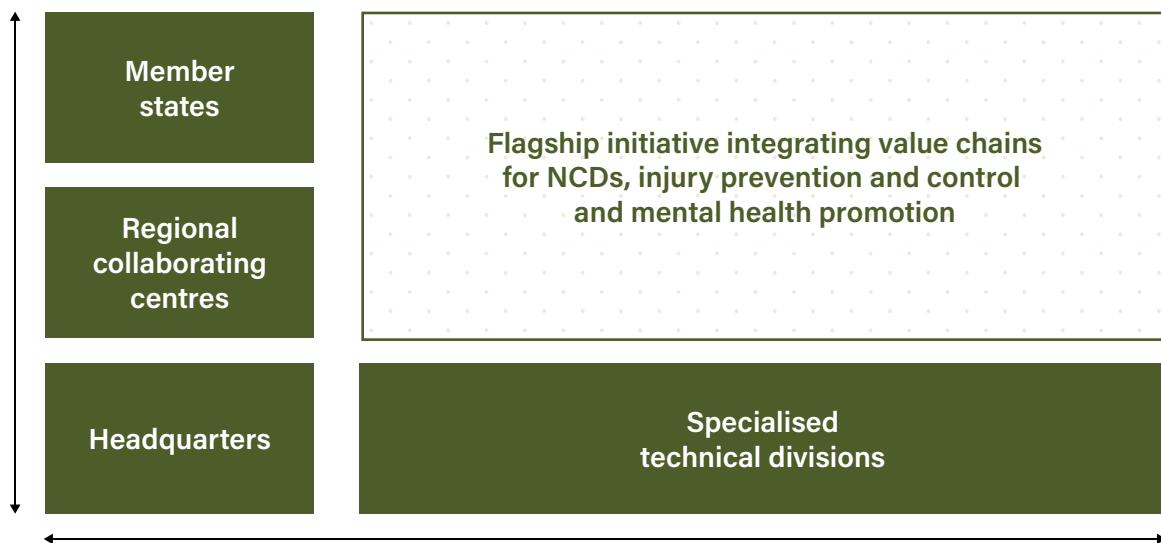 Member
states
Flagship initiative integrating value chains
for NCDs, injury prevention and control
and mental health promotion
Regional
collaborating
centres
Headquarters
Specialised
technical divisions